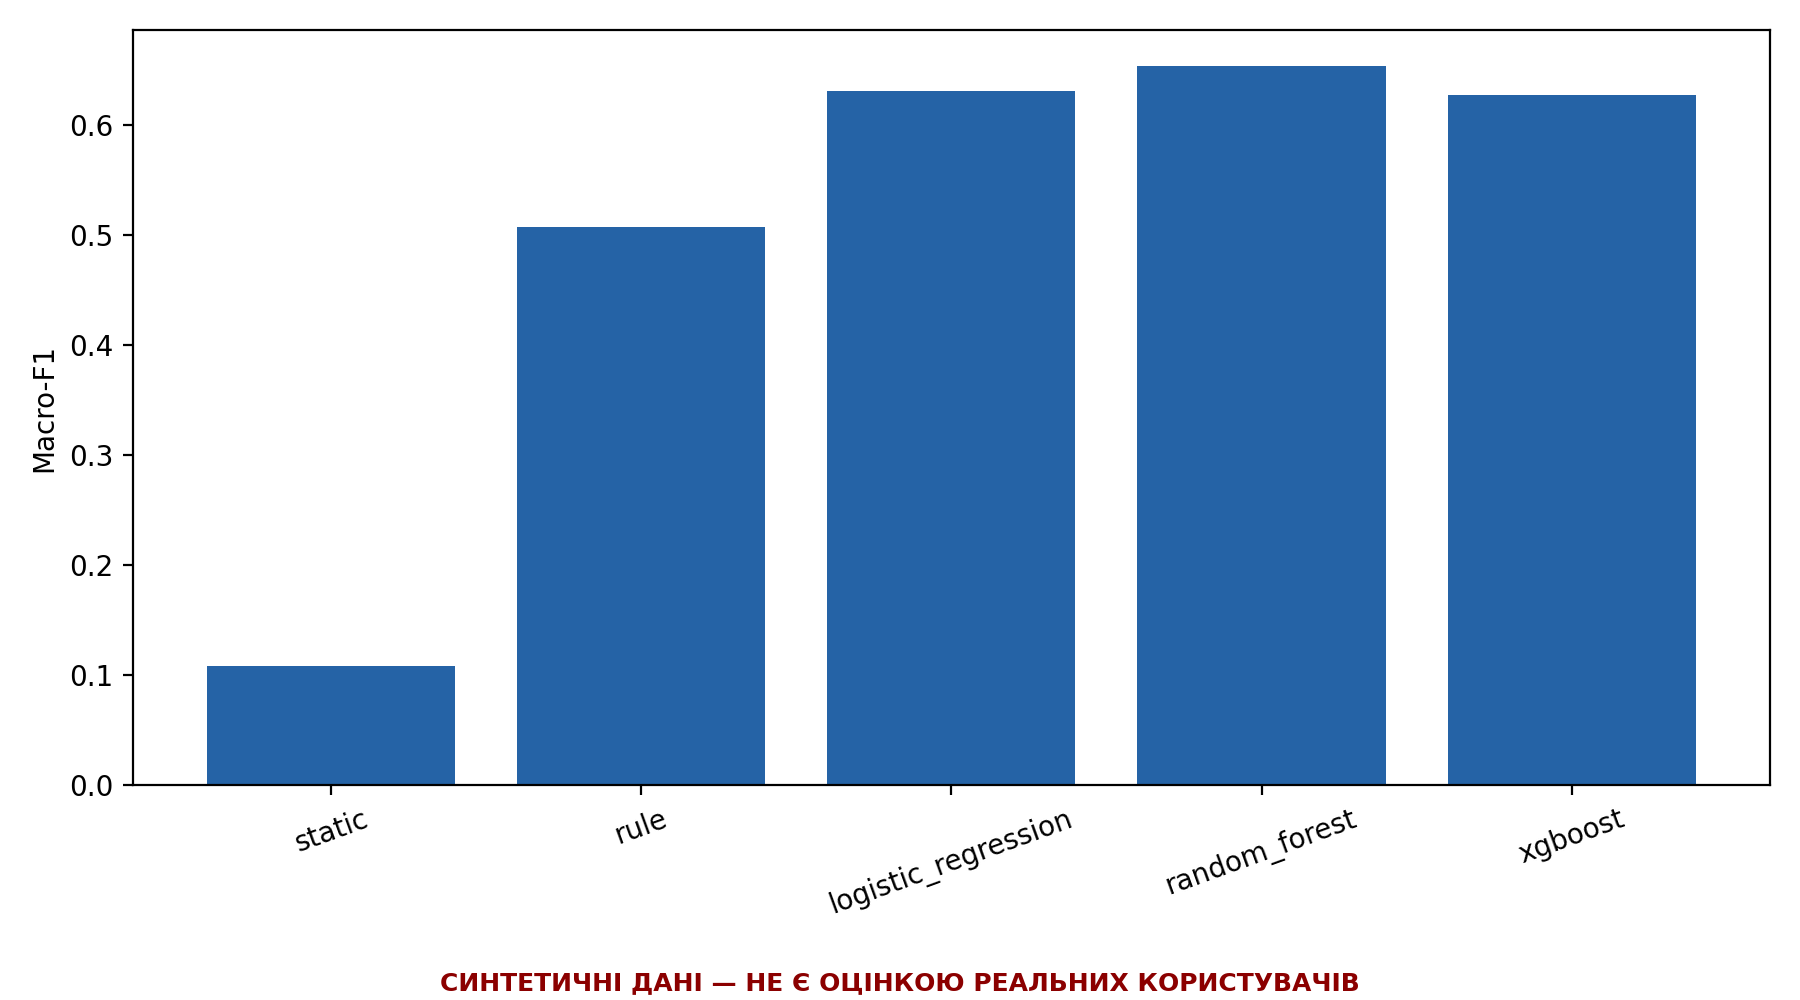 Macro-F1
0.6
0.5
0.4
0.3
0.2
0.1
0.0
static
rule
logistic_regression
random_forest
xgboost
СИНТЕТИЧНІ ДАНІ — НЕ Є ОЦІНКОЮ РЕАЛЬНИХ КОРИСТУВАЧІВ